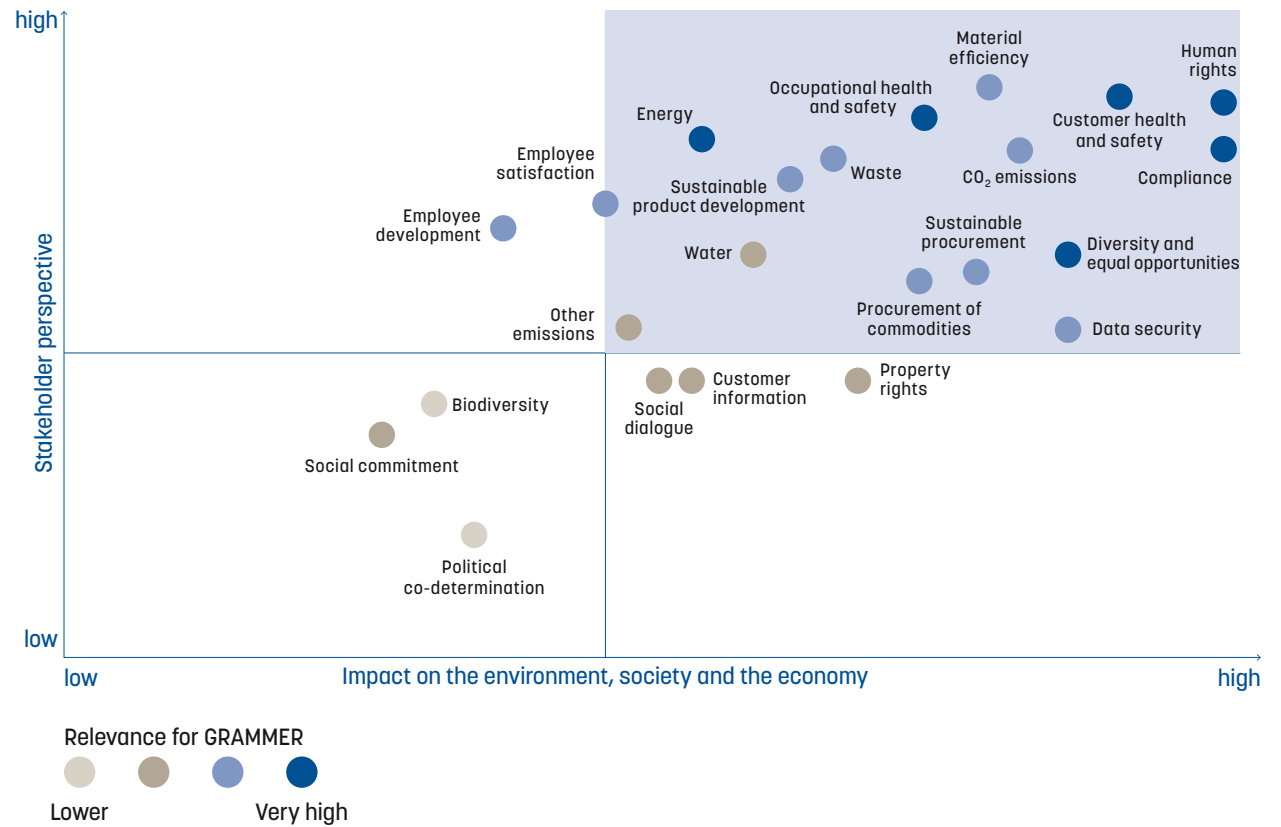 high
Material
efficiency
Human
rights
Occupational health
and safety
Energy
Customer health
and safety
Employee
satisfaction
Waste
CO₂ emissions
Compliance
Sustainable
product development
Employee
development
Sustainable
procurement
Water
Diversity and
equal opportunities
Other
emissions
Procurement of
commodities
Data security
Stakeholder perspective
Property
rights
Customer
information
Social
dialogue
Biodiversity
Social commitment
Political
co-determination
low
low
Impact on the environment, society and the economy
high
Relevance for GRAMMER
Lower
Very high